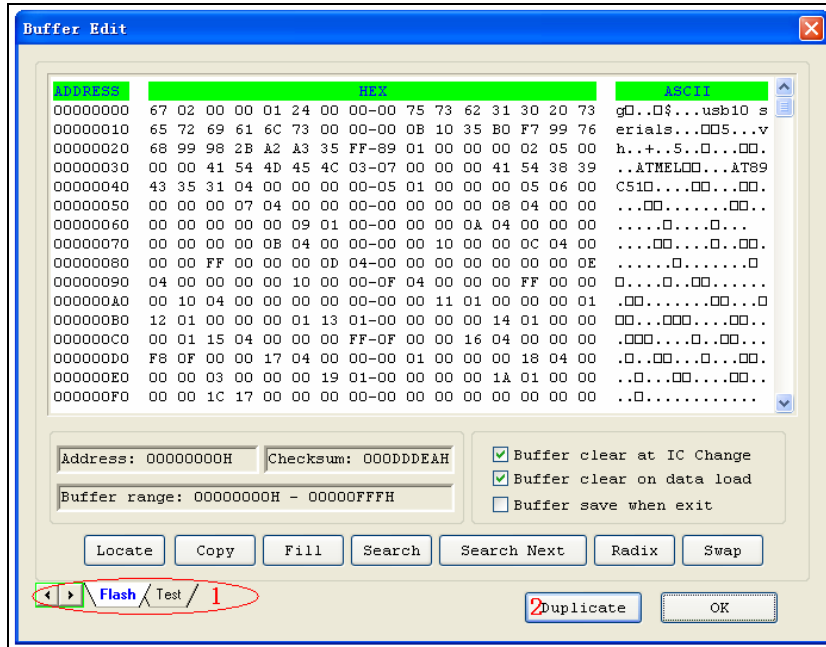 Buffer Edit
ADDRESS HEX ASCII
00000000 67 02 00 00 01 24 00 00-00 75 73 62 31 30 20 73 g□..□$...usb10 s
00000010 65 72 69 61 6C 73 00 00-00 0B 10 35 B0 F7 99 76 erials...□□5...v
00000020 68 99 98 2B A2 A3 35 FF-89 01 00 00 00 02 05 00 h..+..5..□...□□.
00000030 00 00 41 54 4D 45 4C 03-07 00 00 00 41 54 38 39 ..ATMEL□□...AT89
00000040 43 35 31 04 00 00 00 00-05 01 00 00 00 05 06 00 C51□....□□...□□.
00000050 00 00 00 07 04 00 00 00-00 00 00 08 04 00 00 ...□□.......□□..
00000060 00 00 00 00 00 09 01 00-00 00 00 0A 04 00 00 00 .....□....□...
00000070 00 00 00 00 0B 04 00 00-00 00 10 00 00 0C 04 00 ....□□....□..□□.
00000080 00 00 FF 00 00 00 0D 04-00 00 00 00 00 00 00 0E ......□.......□
00000090 04 00 00 00 00 10 00 00-0F 04 00 00 00 FF 00 00 □....□..□□......
000000A0 00 10 04 00 00 00 00 00-00 00 11 01 00 00 00 01 .□□.......□□...□
000000B0 12 01 00 00 00 01 13 01-00 00 00 00 14 01 00 00 □□...□□□....□□..
000000C0 00 01 15 04 00 00 00 FF-0F 00 00 16 04 00 00 00 .□□□....□..□□...
000000D0 F8 0F 00 00 17 04 00 00-00 01 00 00 00 18 04 00 .□..□□...□...□□.
000000E0 00 00 03 00 00 00 19 01-00 00 00 00 1A 01 00 00 ..□...□□....□□..
000000F0 00 00 1C 17 00 00 00 00-00 00 00 00 00 00 00 00 ..□............
Address: 00000000H Checksum: 000DDDEAH
Buffer range: 00000000H - 00000FFFH
Buffer clear at IC Change
Buffer clear on data load
Buffer save when exit
Locate Copy Fill Search Search Next Radix Swap
Flash Test 1
2 Duplicate OK